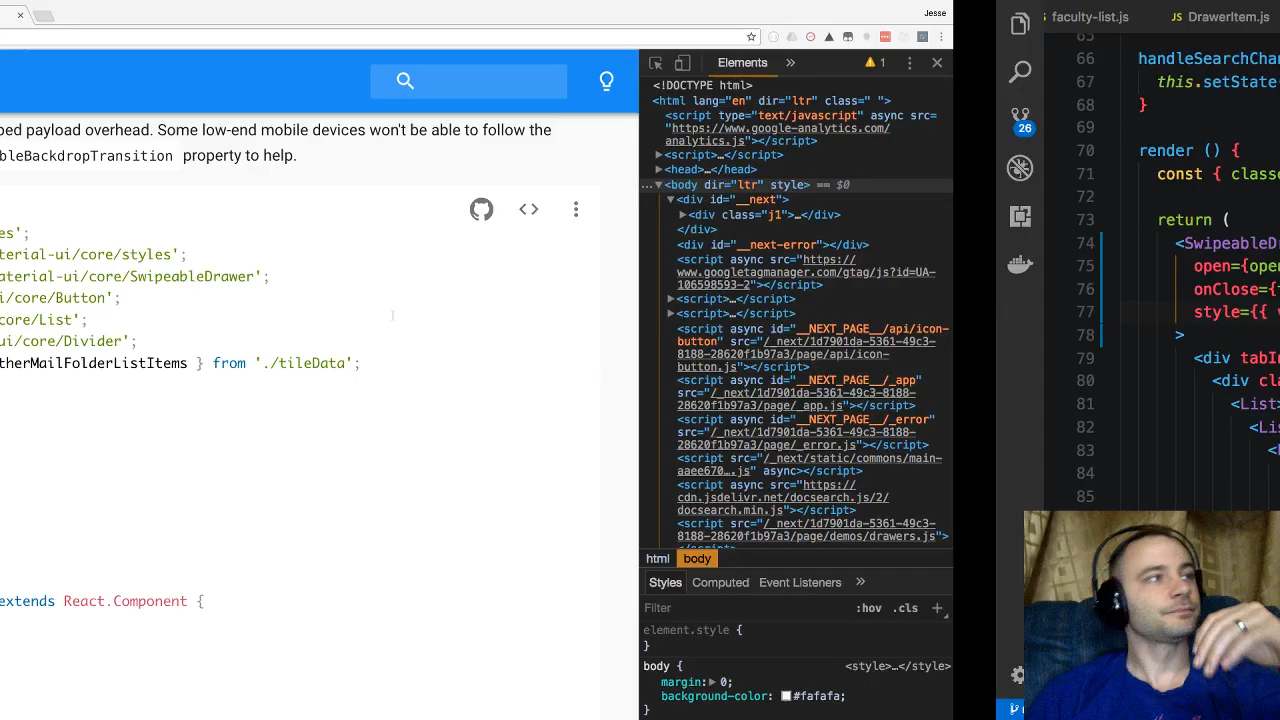 Jesse
ped payload overhead. Some low-end mobile devices won't be able to follow the
bleBackdropTransition property to help.
es';
terial-ui/core/styles';
aterial-ui/core/SwipeableDrawer';
i/core/Button';
core/List';
ui/core/Divider';
therMailFolderListItems } from './tileData';
extends React.Component {
Elements » 1
<!DOCTYPE html>
<html lang="en" dir="ltr" class=" ">
<script type="text/javascript" async src=
"https://www.google-analytics.com/
analytics.js"></script>
<script>…</script>
<head>…</head>
…<body dir="ltr" style> == $0
<div id="__next">
<div class="j1">…</div>
</div>
<div id="__next-error"></div>
<script async src="https://
www.googletagmanager.com/gtag/js?id=UA-
106598593-2"></script>
<script>…</script>
<script>…</script>
<script async id="__NEXT_PAGE__/api/icon-
button" src="/_next/1d7901da-5361-49c3-
8188-28620f1b97a3/page/api/icon-
button.js"></script>
<script async id="__NEXT_PAGE__/_app"
src="/_next/1d7901da-5361-49c3-8188-
28620f1b97a3/page/_app.js"></script>
<script async id="__NEXT_PAGE__/_error"
src="/_next/1d7901da-5361-49c3-8188-
28620f1b97a3/page/_error.js"></script>
<script src="/_next/static/commons/main-
aaee670….js" async></script>
<script async src="https://
cdn.jsdelivr.net/docsearch.js/2/
docsearch.min.js"></script>
<script src="/_next/1d7901da-5361-49c3-
8188-28620f1b97a3/page/demos/drawers.js">
html body
Styles Computed Event Listeners »
Filter :hov .cls +
element.style {
}
body { <style>…</style>
margin: 0;
background-color: #fafafa;
}
JS faculty-list.js JS DrawerItem.js
26
65
66 handleSearchCha
67 this.setState
68 }
69
70 render () {
71 const { classe
72
73 return (
74 <SwipeableDr
75 open={open
76 onClose={t
77 style={{ v
78 >
79 <div tabIn
80 <div cla
81 <List>
82 <Lis
83 <L
84
85